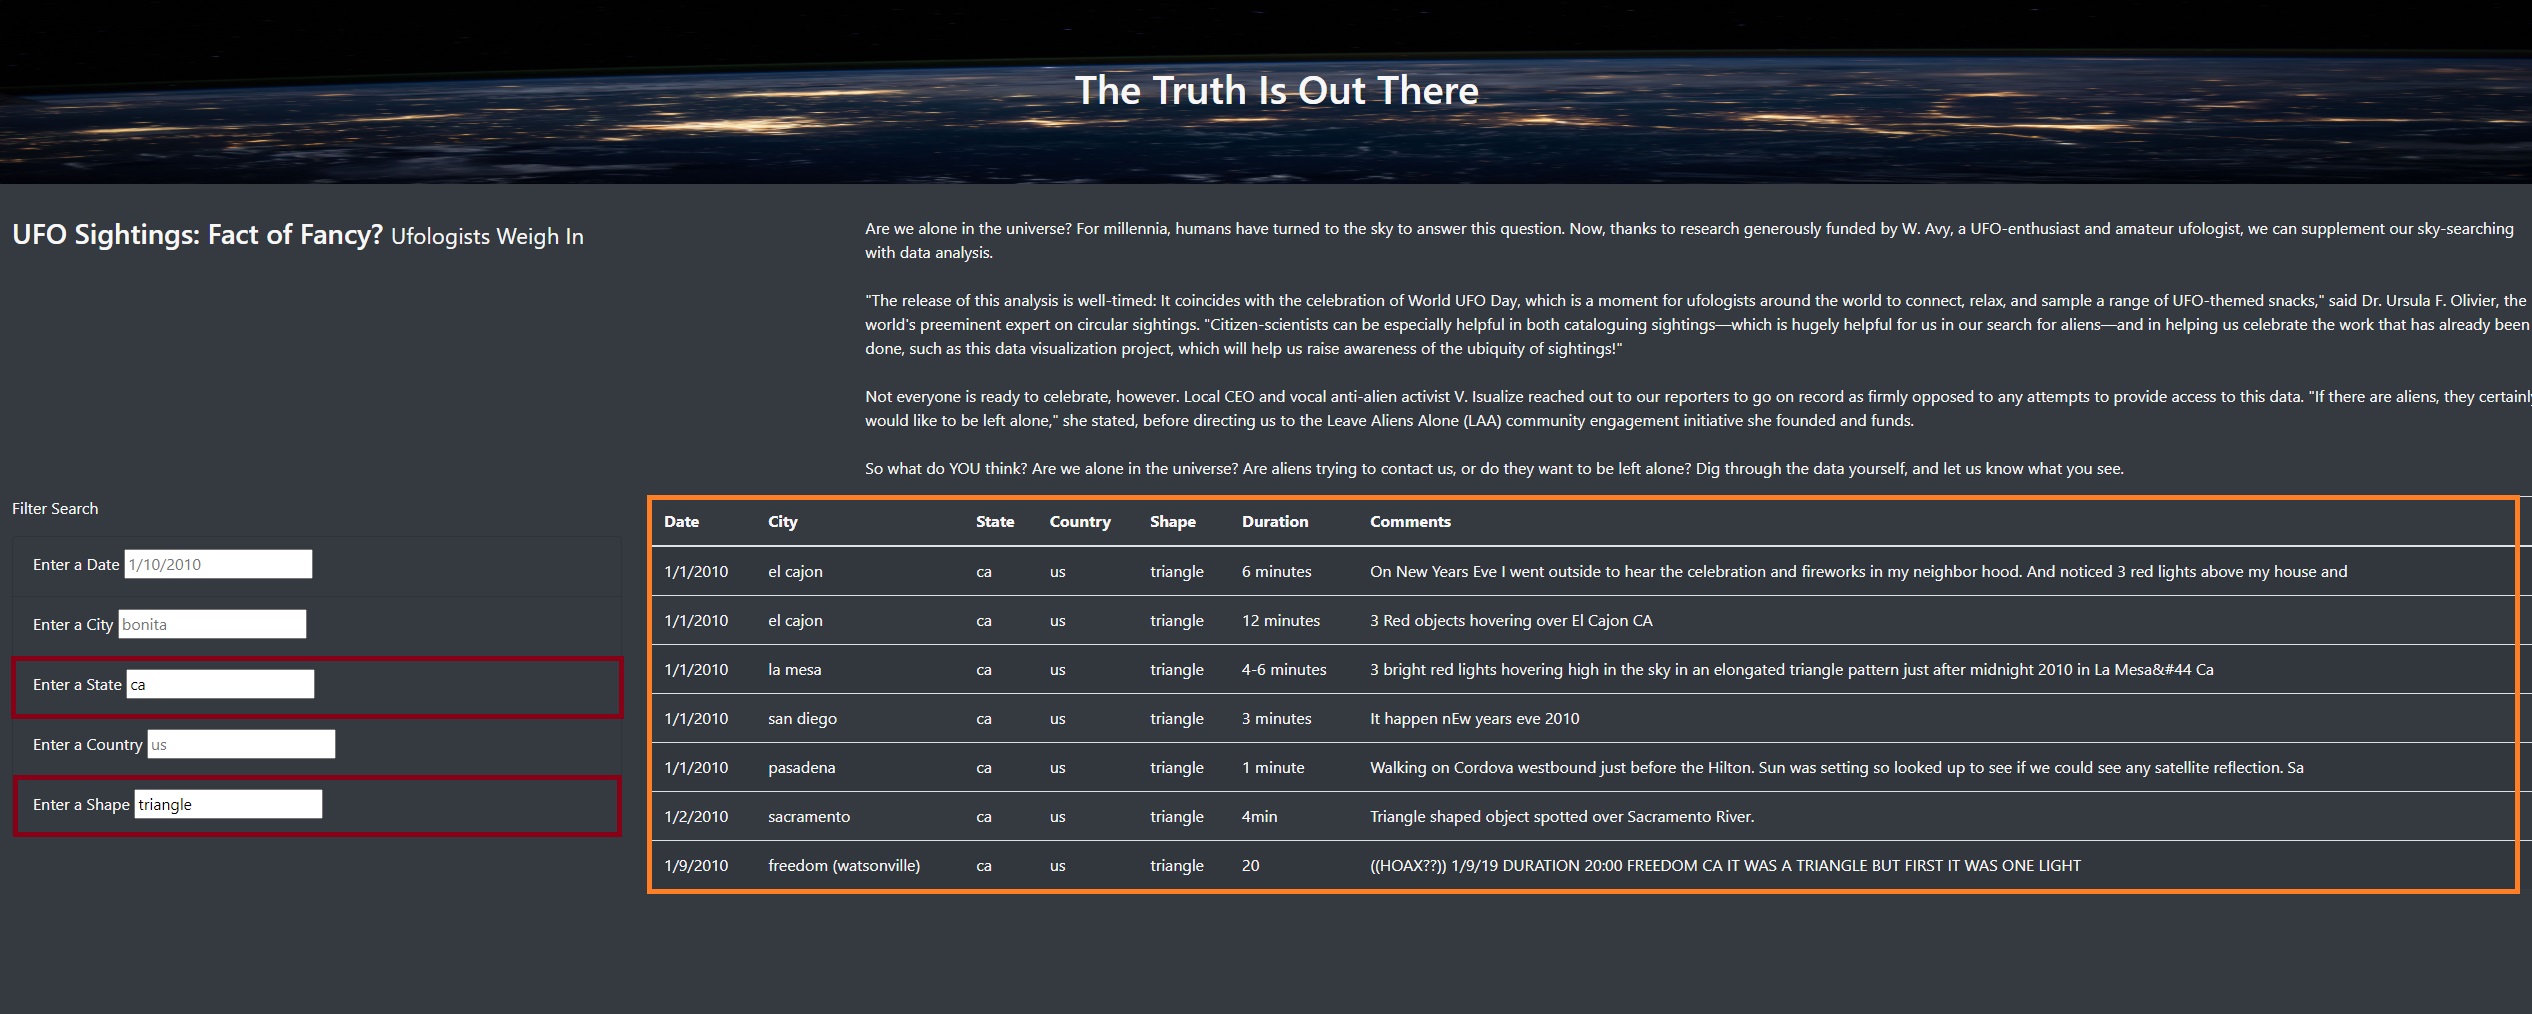 The Truth Is Out There
UFO Sightings: Fact of Fancy? Ufologists Weigh In
Are we alone in the universe? For millennia, humans have turned to the sky to answer this question. Now, thanks to research generously funded by W. Avy, a UFO-enthusiast and amateur ufologist, we can supplement our sky-searching
with data analysis.
"The release of this analysis is well-timed: It coincides with the celebration of World UFO Day, which is a moment for ufologists around the world to connect, relax, and sample a range of UFO-themed snacks," said Dr. Ursula F. Olivier, the
world's preeminent expert on circular sightings. "Citizen-scientists can be especially helpful in both cataloguing sightings—which is hugely helpful for us in our search for aliens—and in helping us celebrate the work that has already been
done, such as this data visualization project, which will help us raise awareness of the ubiquity of sightings!"
Not everyone is ready to celebrate, however. Local CEO and vocal anti-alien activist V. Isualize reached out to our reporters to go on record as firmly opposed to any attempts to provide access to this data. "If there are aliens, they certainly
would like to be left alone," she stated, before directing us to the Leave Aliens Alone (LAA) community engagement initiative she founded and funds.
So what do YOU think? Are we alone in the universe? Are aliens trying to contact us, or do they want to be left alone? Dig through the data yourself, and let us know what you see.
Filter Search
Enter a Date 1/10/2010
Enter a City bonita
Enter a State ca
Enter a Country us
Enter a Shape triangle
Date City State Country Shape Duration Comments
1/1/2010 el cajon ca us triangle 6 minutes On New Years Eve I went outside to hear the celebration and fireworks in my neighbor hood. And noticed 3 red lights above my house and
1/1/2010 el cajon ca us triangle 12 minutes 3 Red objects hovering over El Cajon CA
1/1/2010 la mesa ca us triangle 4-6 minutes 3 bright red lights hovering high in the sky in an elongated triangle pattern just after midnight 2010 in La Mesa&#44 Ca
1/1/2010 san diego ca us triangle 3 minutes It happen nEw years eve 2010
1/1/2010 pasadena ca us triangle 1 minute Walking on Cordova westbound just before the Hilton. Sun was setting so looked up to see if we could see any satellite reflection. Sa
1/2/2010 sacramento ca us triangle 4min Triangle shaped object spotted over Sacramento River.
1/9/2010 freedom (watsonville) ca us triangle 20 ((HOAX??)) 1/9/19 DURATION 20:00 FREEDOM CA IT WAS A TRIANGLE BUT FIRST IT WAS ONE LIGHT